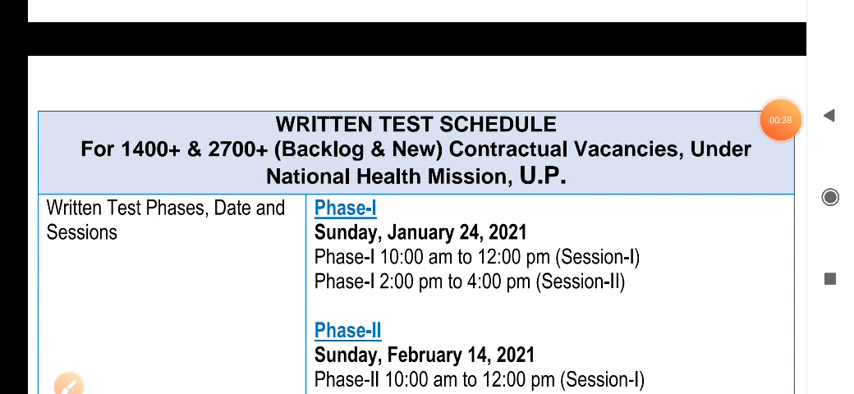 WRITTEN TEST SCHEDULE
For 1400+ & 2700+ (Backlog & New) Contractual Vacancies, Under
National Health Mission, U.P.
Written Test Phases, Date and
Sessions
Phase-I
Sunday, January 24, 2021
Phase-I 10:00 am to 12:00 pm (Session-I)
Phase-I 2:00 pm to 4:00 pm (Session-II)
Phase-II
Sunday, February 14, 2021
Phase-II 10:00 am to 12:00 pm (Session-I)
00:38